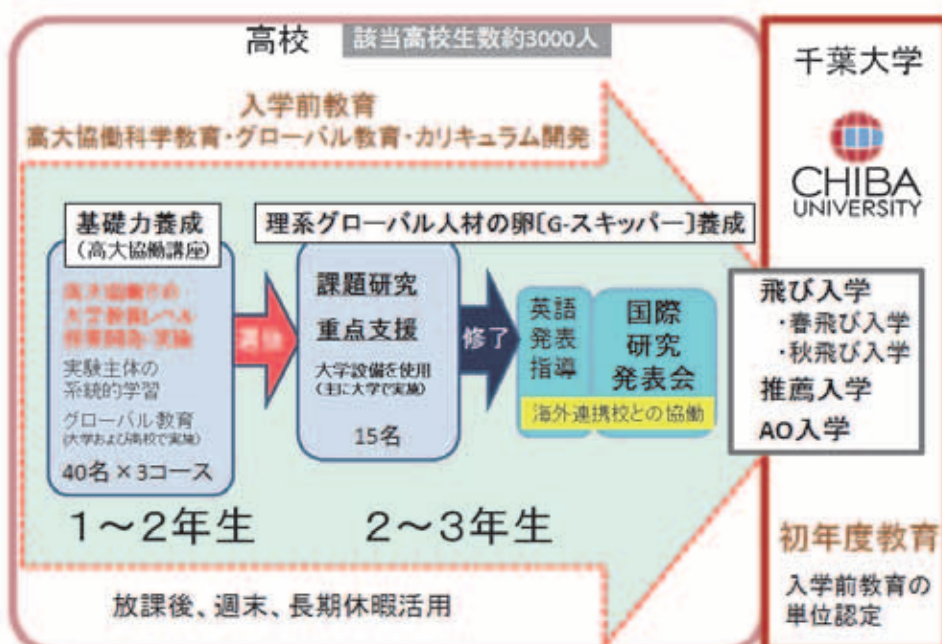 高校
該当高校生数約3000人
入学前教育
高大協働科学教育・グローバル教育・カリキュラム開発
基礎力養成
(高大協働講座)
実験主体の
系統的学習
グローバル教育
(大学および高校で実施)
40名×3コース
1～2年生
理系グローバル人材の卵[G-スキッパー]養成
課題研究
重点支援
大学設備を使用
(主に大学で実施)
15名
修了
英語
発表
指導
国際
研究
発表会
海外連携校との協働
2～3年生
放課後、週末、長期休暇活用
千葉大学
CHIBA
UNIVERSITY
飛び入学
・春飛び入学
・秋飛び入学
推薦入学
AO入学
初年度教育
入学前教育の
単位認定